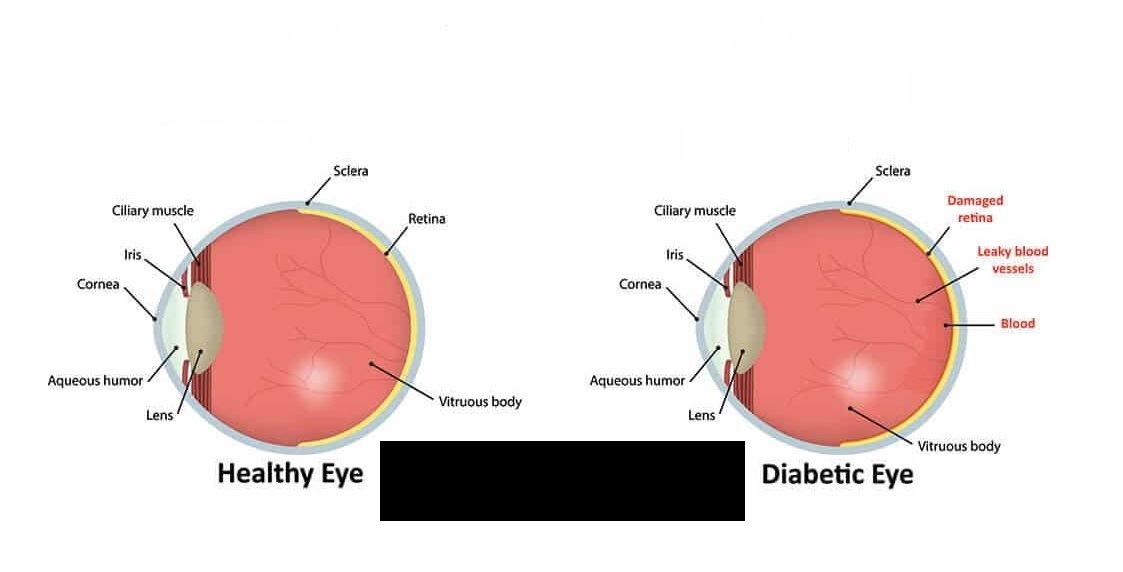 Sclera
Ciliary muscle
Retina
Iris
Cornea
Aqueous humor
Lens
Vitruous body
Healthy Eye
Sclera
Ciliary muscle
Damaged
retina
Iris
Leaky blood
vessels
Cornea
Blood
Aqueous humor
Lens
Vitruous body
Diabetic Eye